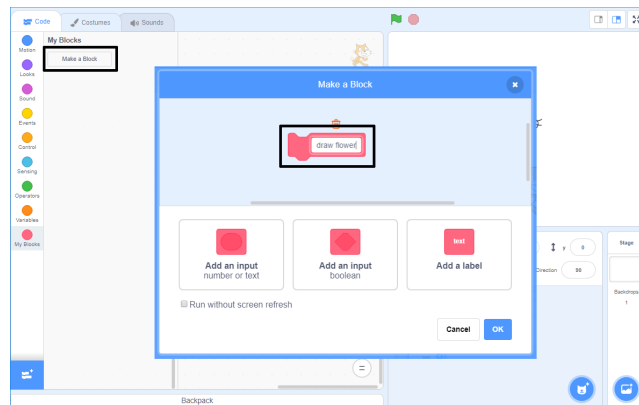 Code
Costumes
Sounds
Motion
Looks
Sound
Events
Control
Sensing
Operators
Variables
My Blocks
My Blocks
Make a Block
Make a Block
draw flower
text
Add an input
number or text
Add an input
boolean
Add a label
Run without screen refresh
Cancel
OK
y
0
Direction
90
Stage
Backdrops
1
Backpack